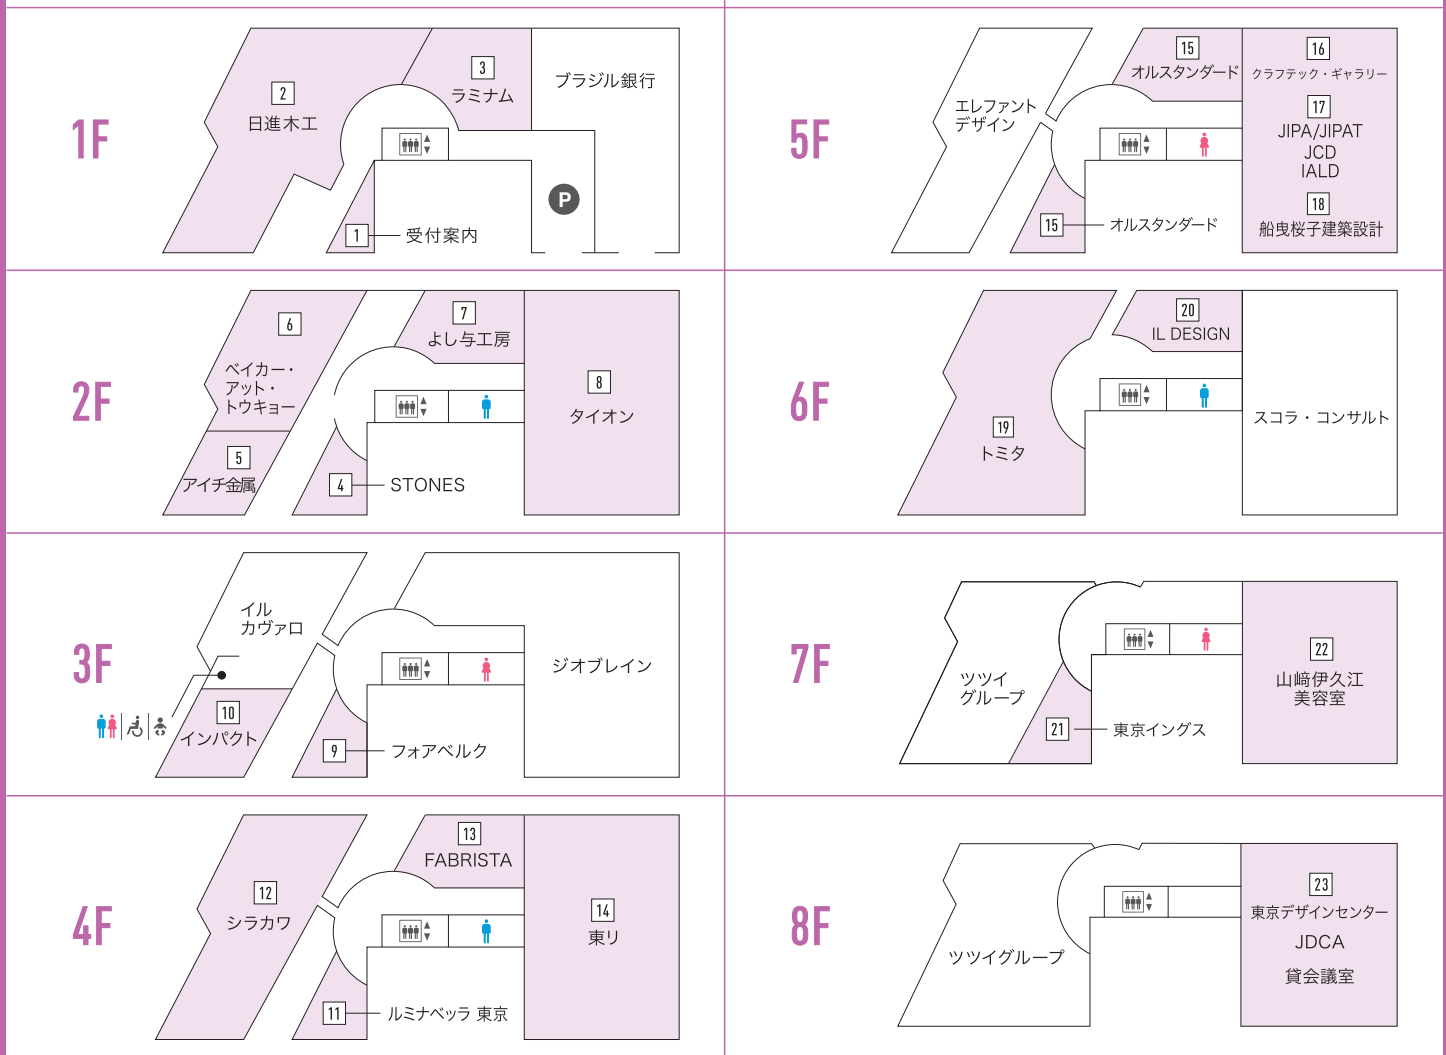 1F
2
日進木工
3
ラミナム
ブラジル銀行
P
1
受付案内
2F
6
ベイカー・
アット・
トウキョー
5
アイチ金属
7
よし与工房
8
タイオン
4
STONES
3F
イル
カヴァロ
10
インパクト
ジオブレイン
9
フォアベルク
4F
12
シラカワ
13
FABRISTA
14
東リ
11
ルミナベッラ 東京
5F
エレファント
デザイン
15
オルスタンダード
16
クラフテック・ギャラリー
17
JIPA/JIPAT
JCD
IALD
18
船曳桜子建築設計
15
オルスタンダード
6F
19
トミタ
20
IL DESIGN
スコラ・コンサルト
7F
ツツイ
グループ
21
東京イングス
22
山﨑伊久江
美容室
8F
ツツイグループ
23
東京デザインセンター
JDCA
貸会議室